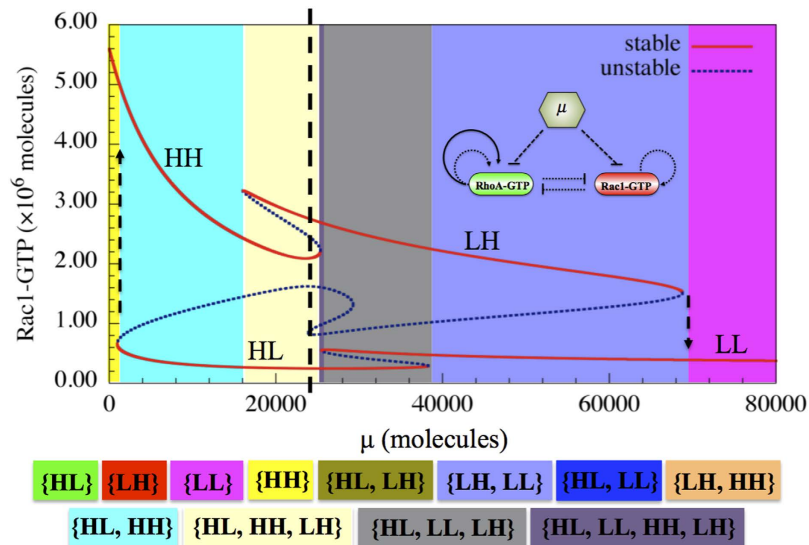 6.00
stable
unstable
5.00
μ
HH
4.00
RhoA-GTP
Rac1-GTP
3.00
LH
2.00
1.00
HL
LL
0.00
Rac1-GTP (×10⁶ molecules)
0 20000 40000 60000 80000
μ (molecules)
{HL} {LH} {LL} {HH} {HL, LH} {LH, LL} {HL, LL} {LH, HH}
{HL, HH} {HL, HH, LH} {HL, LL, LH} {HL, LL, HH, LH}